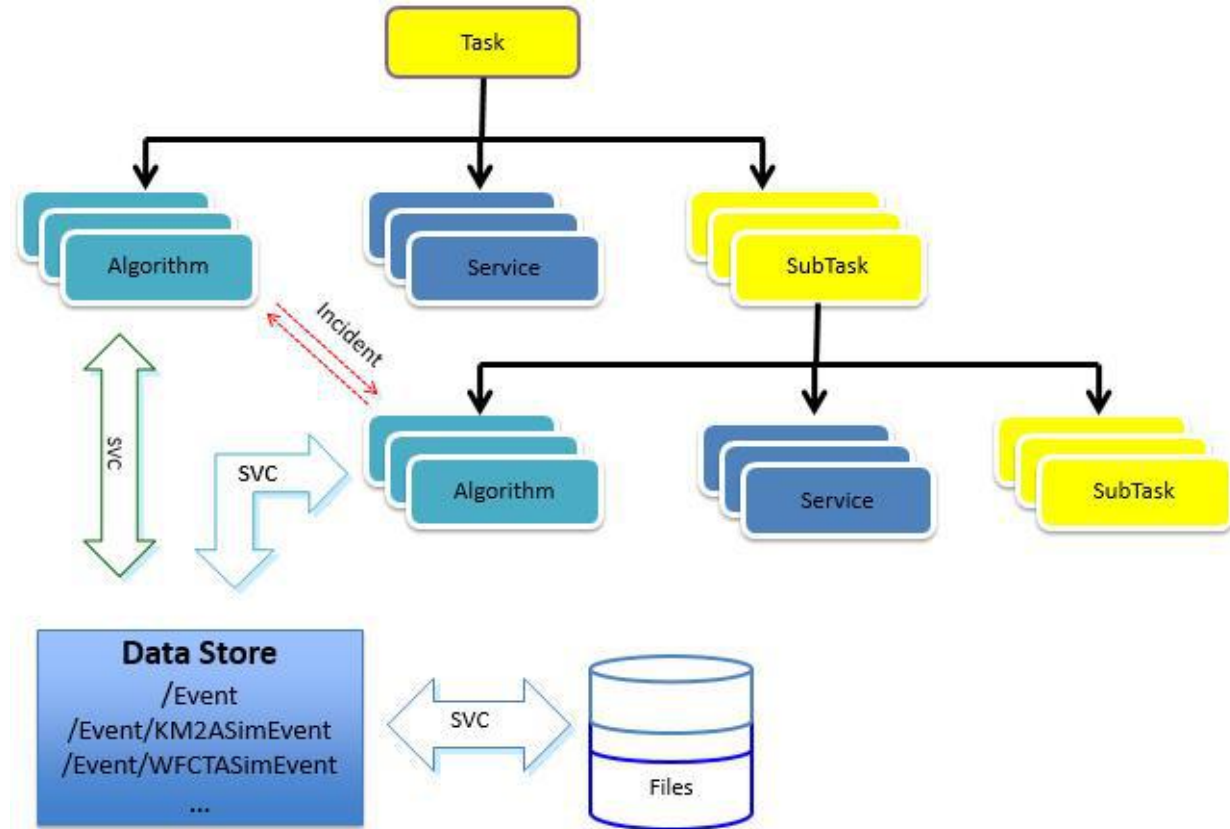 Task
Algorithm
Service
SubTask
Incident
SVC
SVC
Algorithm
Service
SubTask
Data Store
/Event
/Event/KM2ASimEvent
/Event/WFCTASimEvent
...
SVC
Files